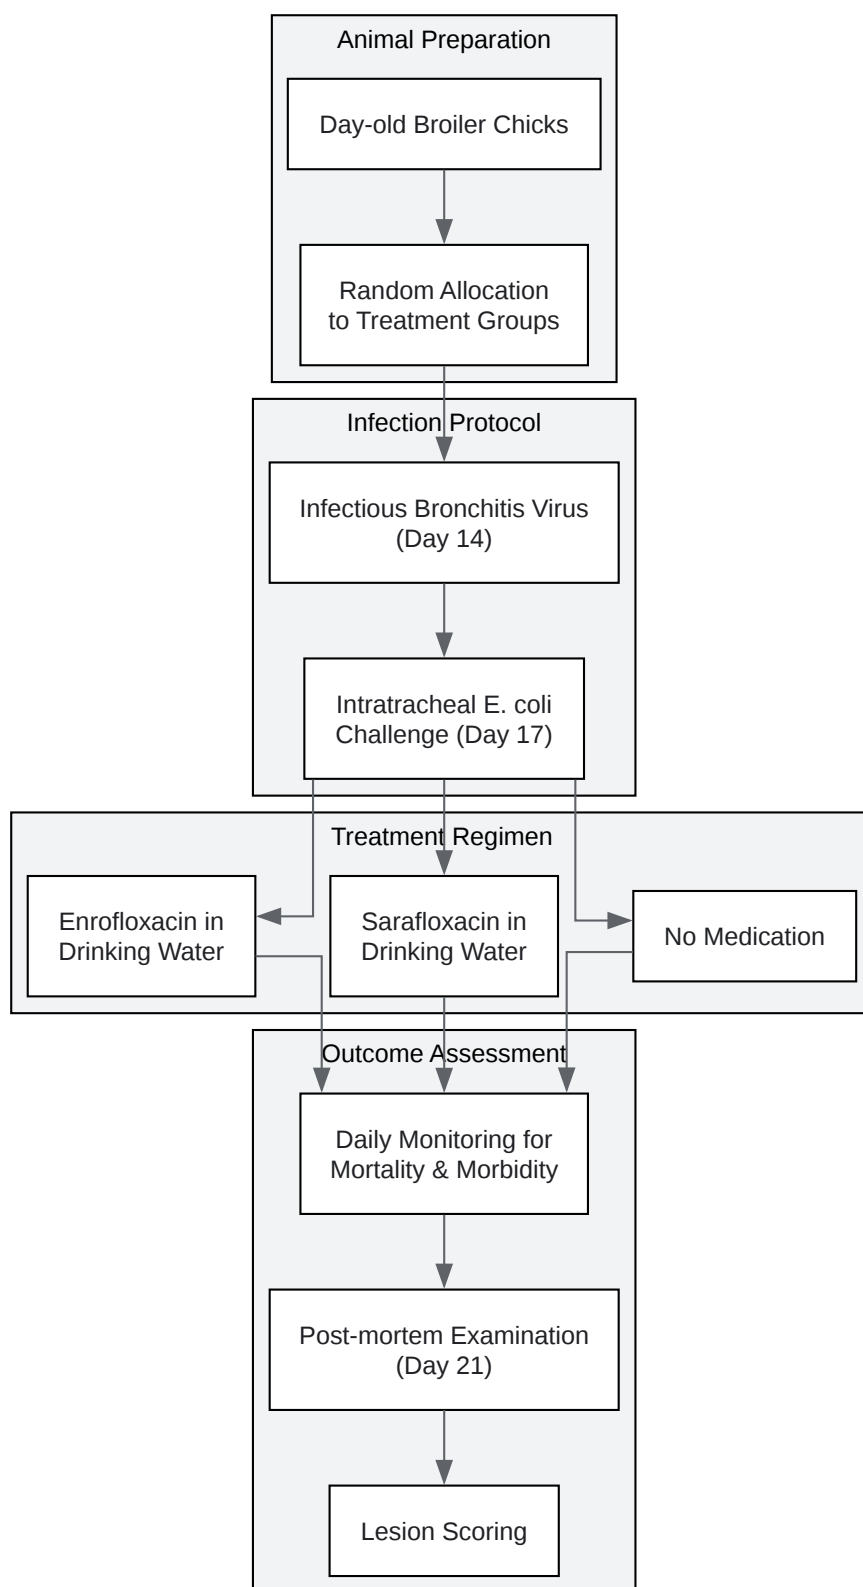 Animal Preparation
Day-old Broiler Chicks
Random Allocation
to Treatment Groups
Infection Protocol
Infectious Bronchitis Virus
(Day 14)
Intratracheal E. coli
Challenge (Day 17)
Treatment Regimen
Enrofloxacin in
Drinking Water
Sarafloxacin in
Drinking Water
No Medication
Outcome Assessment
Daily Monitoring for
Mortality & Morbidity
Post-mortem Examination
(Day 21)
Lesion Scoring